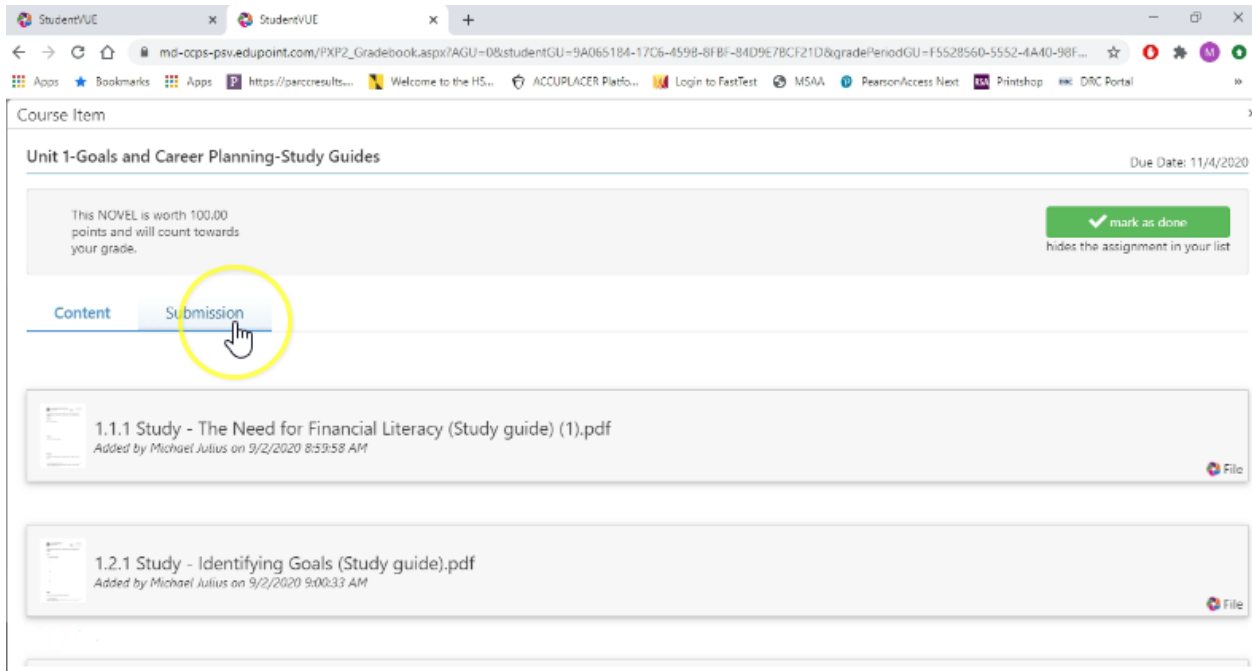 StudentVUE × StudentVUE × +
md-ccps-psv.edupoint.com/PXP2_Gradebook.aspx?AGU=0&studentGU=9A065184-17C6-459B-8FBF-84D9E7BCF21D&gradePeriodGU=F5528560-5552-4A40-98F... M
Apps Bookmarks Apps https://parccresults... Welcome to the HS... ACCUPLACER Platfo... Login to FastTest MSAA PearsonAccess Next Printshop DRC Portal »
Course Item
Unit 1-Goals and Career Planning-Study Guides
Due Date: 11/4/2020
This NOVEL is worth 100.00
points and will count towards
your grade.
mark as done
hides the assignment in your list
Content Submission
1.1.1 Study - The Need for Financial Literacy (Study guide) (1).pdf
Added by Michael Julius on 9/2/2020 8:59:58 AM
File
1.2.1 Study - Identifying Goals (Study guide).pdf
Added by Michael Julius on 9/2/2020 9:00:33 AM
File